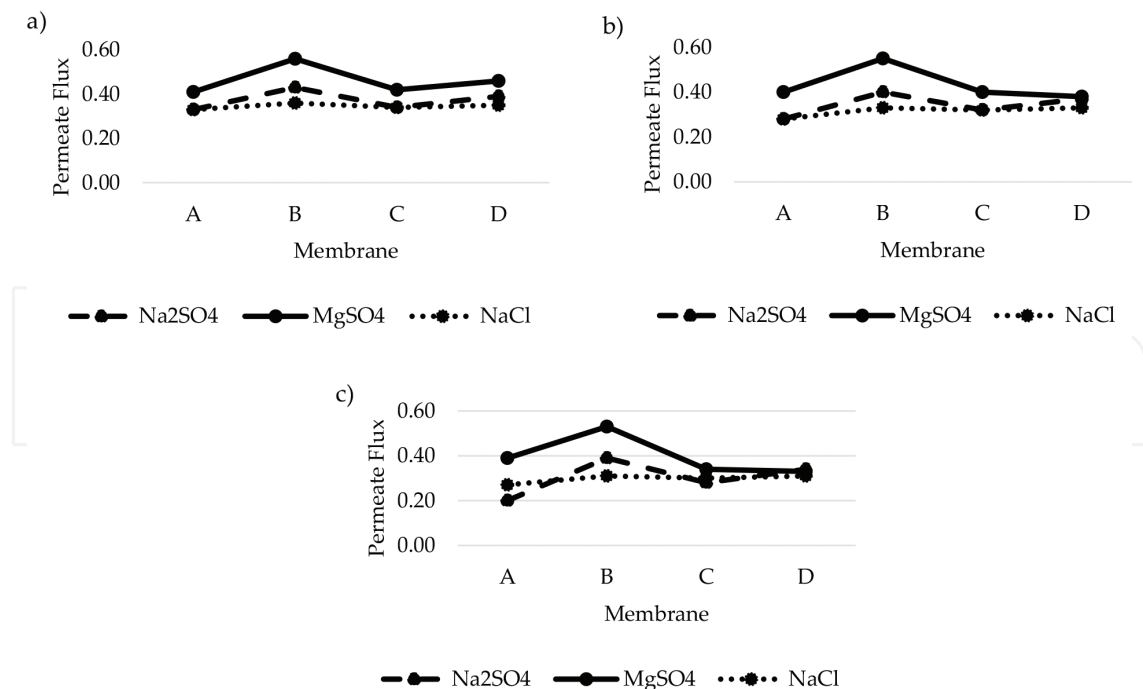 a)
Permeate Flux
0.60
0.40
0.20
0.00
A B C D
Membrane
Na2SO4 MgSO4 NaCl
b)
Permeate Flux
0.60
0.40
0.20
0.00
A B C D
Membrane
Na2SO4 MgSO4 NaCl
c)
Permeate Flux
0.60
0.40
0.20
0.00
A B C D
Membrane
Na2SO4 MgSO4 NaCl